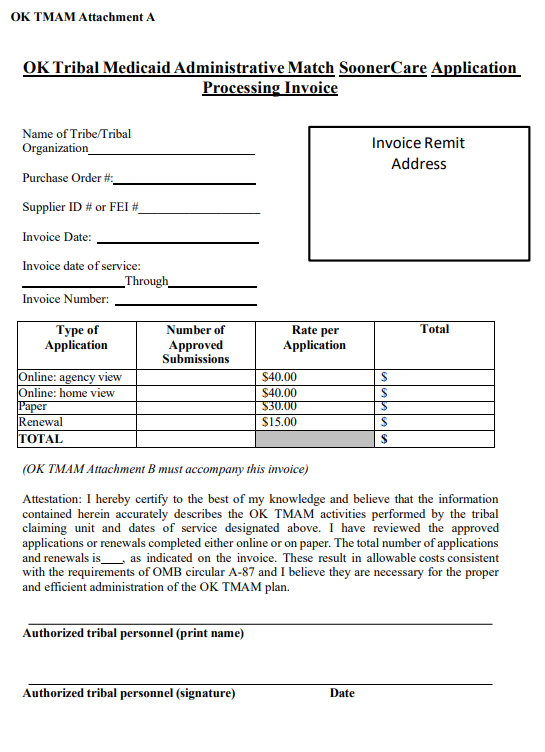 OK TMAM Attachment A
OK Tribal Medicaid Administrative Match SoonerCare Application
Processing Invoice
Name of Tribe/Tribal
Organization
Purchase Order #:
Supplier ID # or FEI #
Invoice Date:
Invoice date of service:
Through
Invoice Number:
Invoice Remit
Address
Type of Application Number of Approved Submissions Rate per Application Total
Online: agency view $40.00 $
Online: home view $40.00 $
Paper $30.00 $
Renewal $15.00 $
TOTAL $
(OK TMAM Attachment B must accompany this invoice)
Attestation: I hereby certify to the best of my knowledge and believe that the information
contained herein accurately describes the OK TMAM activities performed by the tribal
claiming unit and dates of service designated above. I have reviewed the approved
applications or renewals completed either online or on paper. The total number of applications
and renewals is___, as indicated on the invoice. These result in allowable costs consistent
with the requirements of OMB circular A-87 and I believe they are necessary for the proper
and efficient administration of the OK TMAM plan.
Authorized tribal personnel (print name)
Authorized tribal personnel (signature) Date